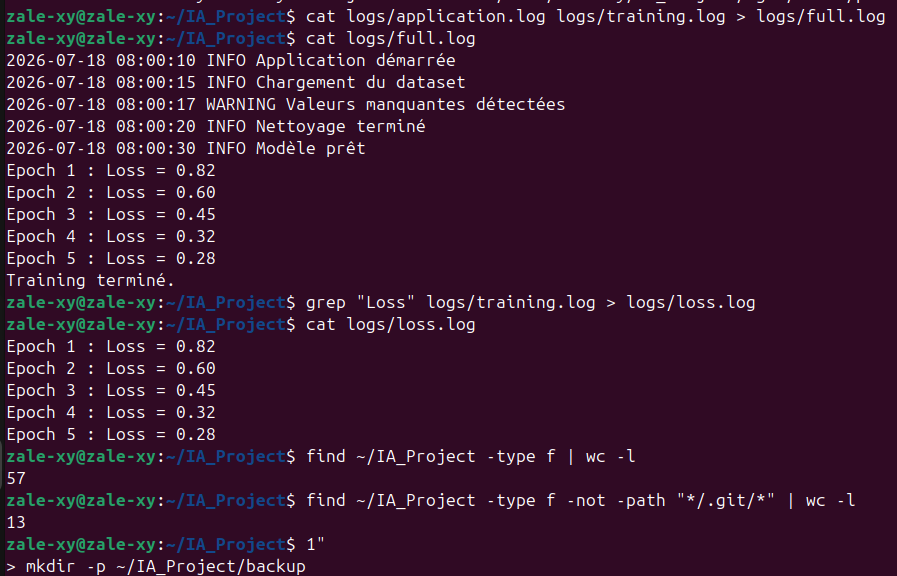 zale-xy@zale-xy:~/IA_Project$ cat logs/application.log logs/training.log > logs/full.log
zale-xy@zale-xy:~/IA_Project$ cat logs/full.log
2026-07-18 08:00:10 INFO Application démarrée
2026-07-18 08:00:15 INFO Chargement du dataset
2026-07-18 08:00:17 WARNING Valeurs manquantes détectées
2026-07-18 08:00:20 INFO Nettoyage terminé
2026-07-18 08:00:30 INFO Modèle prêt
Epoch 1 : Loss = 0.82
Epoch 2 : Loss = 0.60
Epoch 3 : Loss = 0.45
Epoch 4 : Loss = 0.32
Epoch 5 : Loss = 0.28
Training terminé.
zale-xy@zale-xy:~/IA_Project$ grep "Loss" logs/training.log > logs/loss.log
zale-xy@zale-xy:~/IA_Project$ cat logs/loss.log
Epoch 1 : Loss = 0.82
Epoch 2 : Loss = 0.60
Epoch 3 : Loss = 0.45
Epoch 4 : Loss = 0.32
Epoch 5 : Loss = 0.28
zale-xy@zale-xy:~/IA_Project$ find ~/IA_Project -type f | wc -l
57
zale-xy@zale-xy:~/IA_Project$ find ~/IA_Project -type f -not -path "*/.git/*" | wc -l
13
zale-xy@zale-xy:~/IA_Project$ 1"
> mkdir -p ~/IA_Project/backup